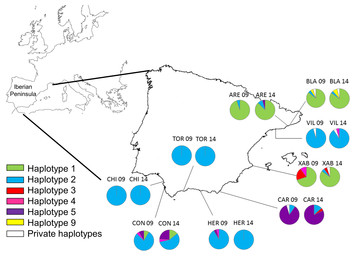 Iberian
Peninsula
BLA 09 BLA 14
ARE 09 ARE 14
VIL 09 VIL 14
TOR 09 TOR 14
XAB 09 XAB 14
CHI 09 CHI 14
CAR 09 CAR 14
CON 09 CON 14
HER 09 HER 14
Haplotype 1
Haplotype 2
Haplotype 3
Haplotype 4
Haplotype 5
Haplotype 9
Private haplotypes